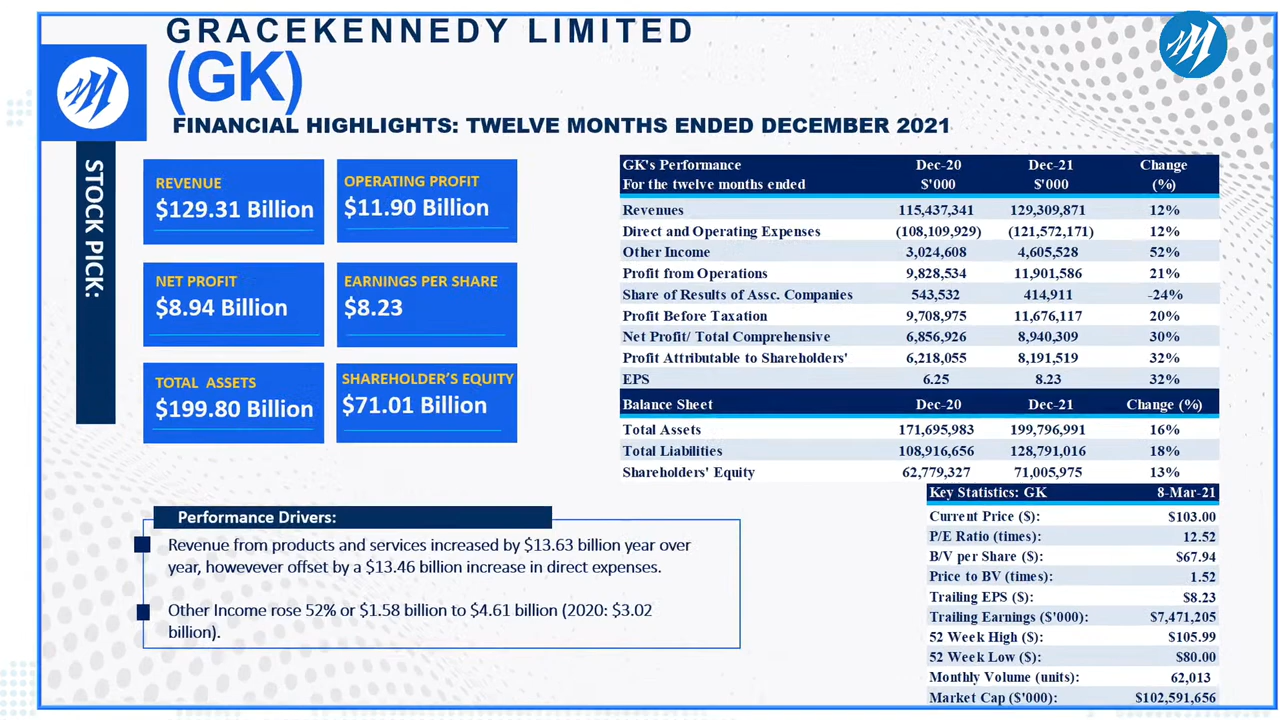 GRACEKENNEDY LIMITED
(GK)
FINANCIAL HIGHLIGHTS: TWELVE MONTHS ENDED DECEMBER 2021
STOCK PICK:
REVENUE
$129.31 Billion
OPERATING PROFIT
$11.90 Billion
NET PROFIT
$8.94 Billion
EARNINGS PER SHARE
$8.23
TOTAL ASSETS
$199.80 Billion
SHAREHOLDER'S EQUITY
$71.01 Billion
GK's Performance Dec-20 Dec-21 Change
For the twelve months ended $'000 $'000 (%)
Revenues 115,437,341 129,309,871 12%
Direct and Operating Expenses (108,109,929) (121,572,171) 12%
Other Income 3,024,608 4,605,528 52%
Profit from Operations 9,828,534 11,901,586 21%
Share of Results of Assc. Companies 543,532 414,911 -24%
Profit Before Taxation 9,708,975 11,676,117 20%
Net Profit/ Total Comprehensive 6,856,926 8,940,309 30%
Profit Attributable to Shareholders' 6,218,055 8,191,519 32%
EPS 6.25 8.23 32%
Balance Sheet Dec-20 Dec-21 Change (%)
Total Assets 171,695,983 199,796,991 16%
Total Liabilities 108,916,656 128,791,016 18%
Shareholders' Equity 62,779,327 71,005,975 13%
Key Statistics: GK 8-Mar-21
Current Price ($): $103.00
P/E Ratio (times): 12.52
B/V per Share ($): $67.94
Price to BV (times): 1.52
Trailing EPS ($): $8.23
Trailing Earnings ($'000): $7,471,205
52 Week High ($): $105.99
52 Week Low ($): $80.00
Monthly Volume (units): 62,013
Market Cap ($'000): $102,591,656
Performance Drivers:
Revenue from products and services increased by $13.63 billion year over
year, howevever offset by a $13.46 billion increase in direct expenses.
Other Income rose 52% or $1.58 billion to $4.61 billion (2020: $3.02
billion).